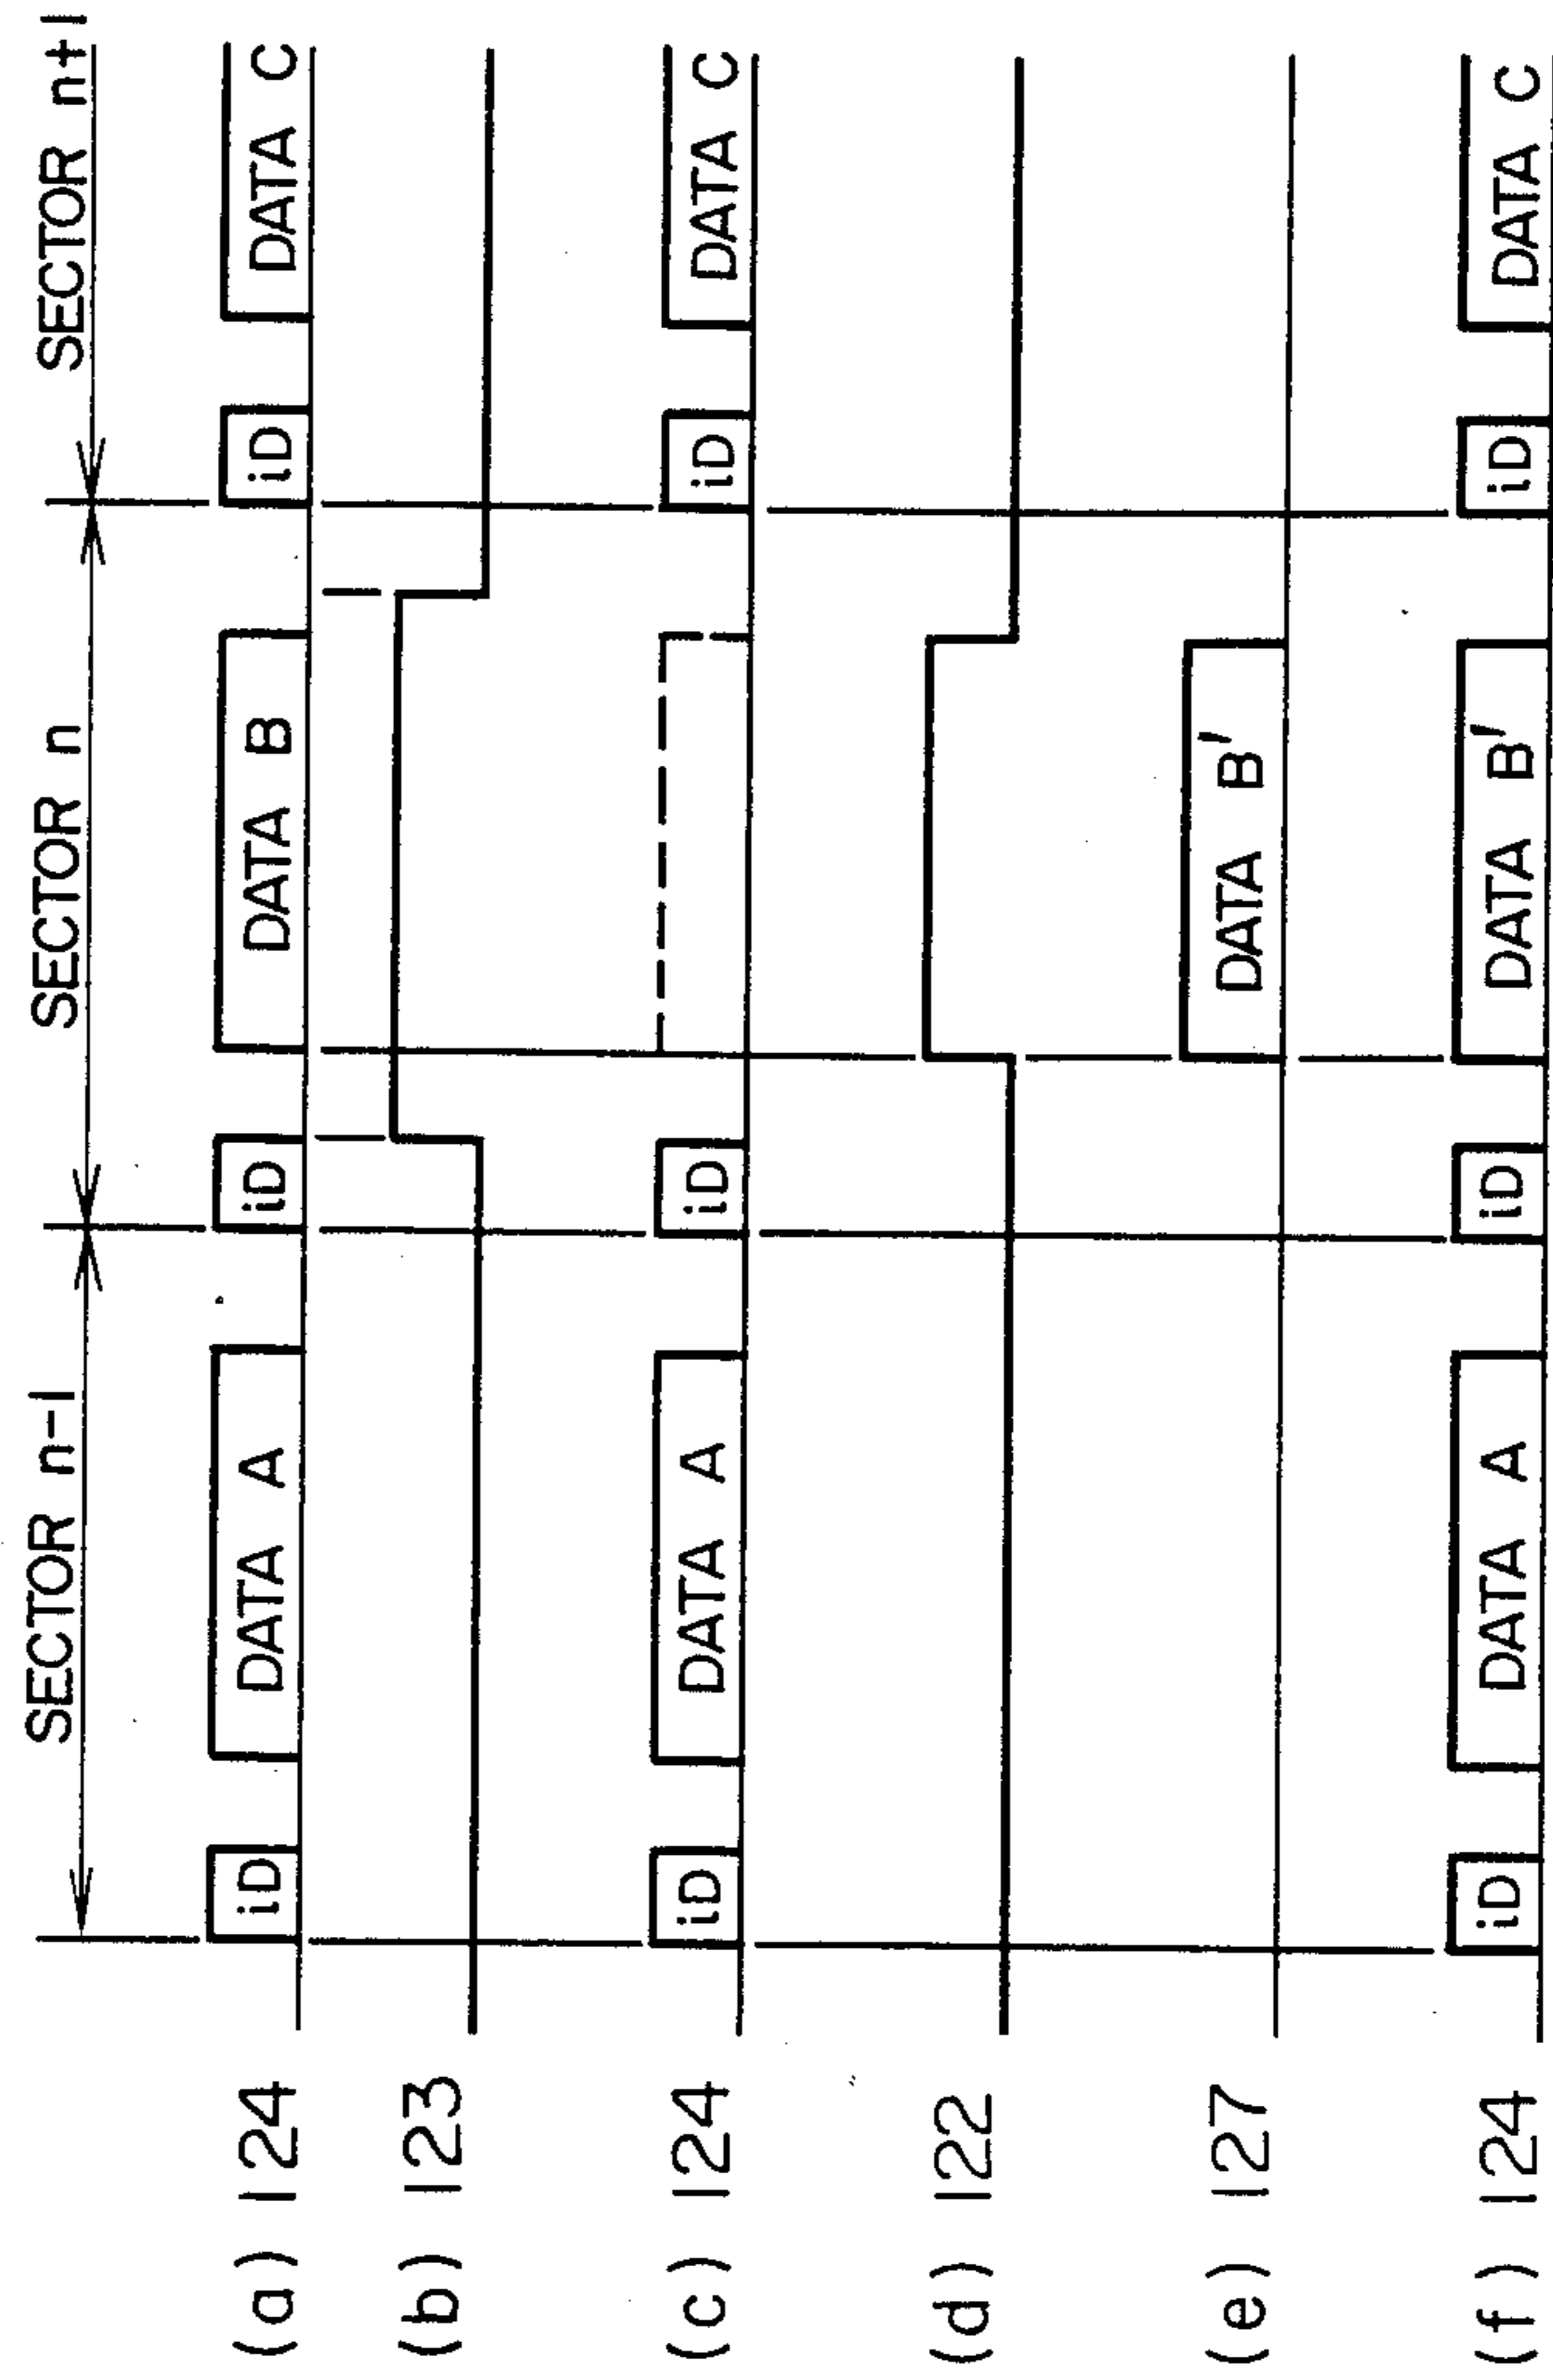 SECTOR n-1 SECTOR n SECTOR n+1
(a) 124 iD DATA A iD DATA B iD DATA C
(b) 123
(c) 124 iD DATA A iD iD DATA C
(d) 122
(e) 127 DATA B'
(f) 124 iD DATA A iD DATA B' iD DATA C